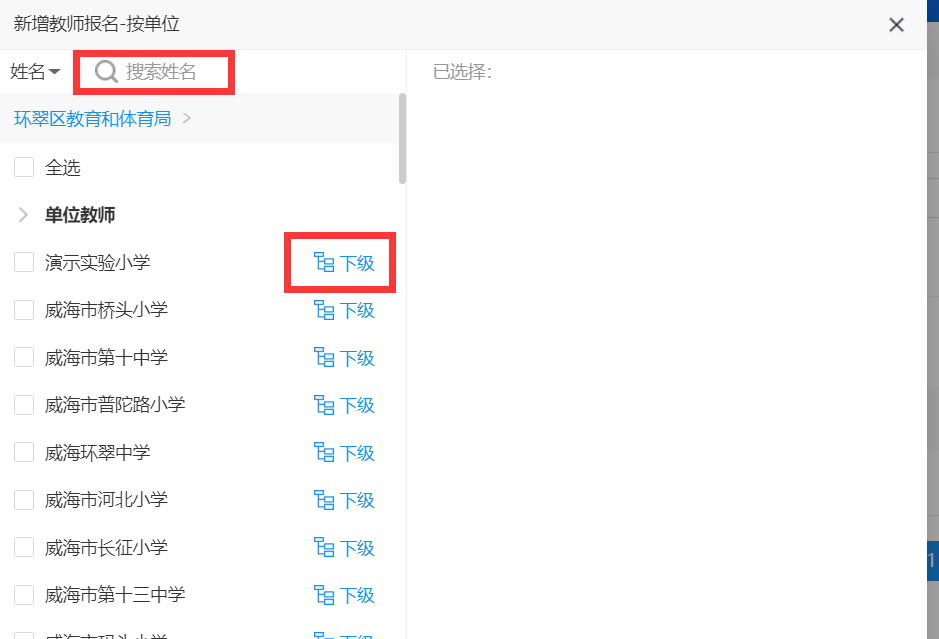 新增教师报名-按单位
姓名 搜索姓名
已选择:
环翠区教育和体育局 >
全选
单位教师
演示实验小学 下级
威海市桥头小学 下级
威海市第十中学 下级
威海市普陀路小学 下级
威海环翠中学 下级
威海市河北小学 下级
威海市长征小学 下级
威海市第十三中学 下级
1